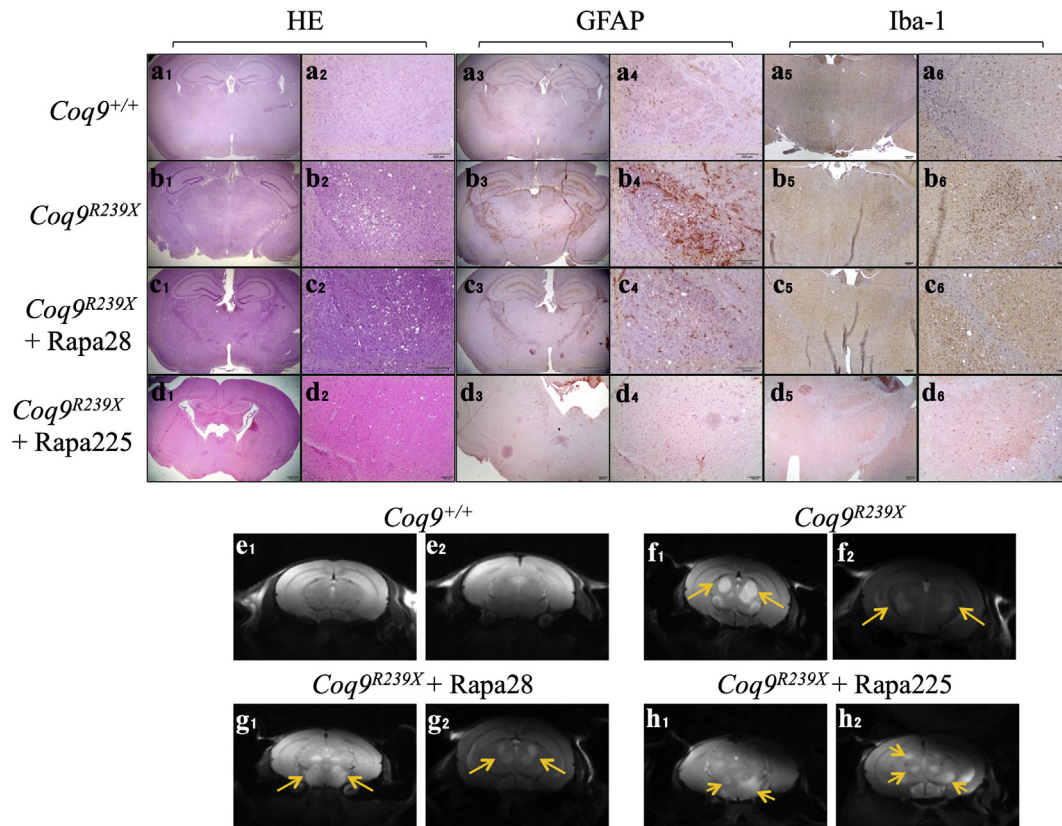 HE GFAP Iba-1
Coq9+/+
a1 a2 a3 a4 a5 a6
Coq9R239X
b1 b2 b3 b4 b5 b6
Coq9R239X
+ Rapa28
c1 c2 c3 c4 c5 c6
Coq9R239X
+ Rapa225
d1 d2 d3 d4 d5 d6
Coq9+/+ Coq9R239X
e1 e2 f1 f2
Coq9R239X + Rapa28 Coq9R239X + Rapa225
g1 g2 h1 h2